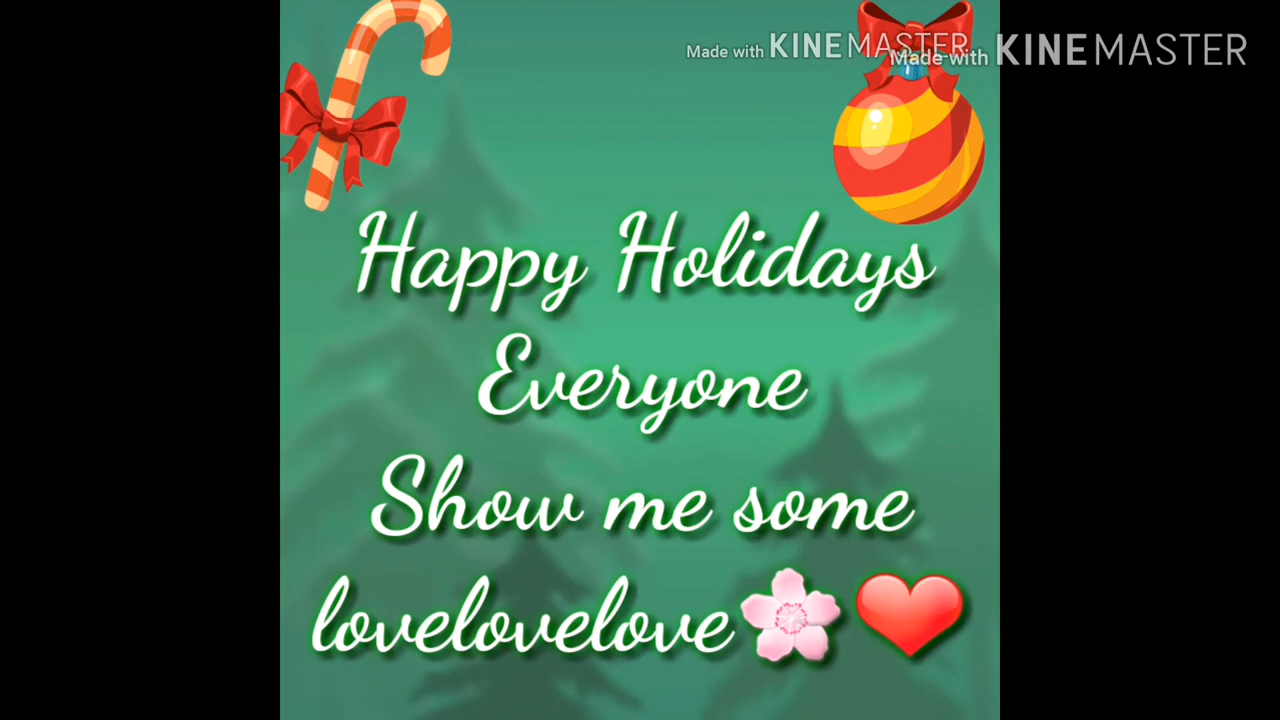 Made with KINEMASTER
Made with KINEMASTER
Happy Holidays
Everyone
Show me some
lovelovelove🌸❤